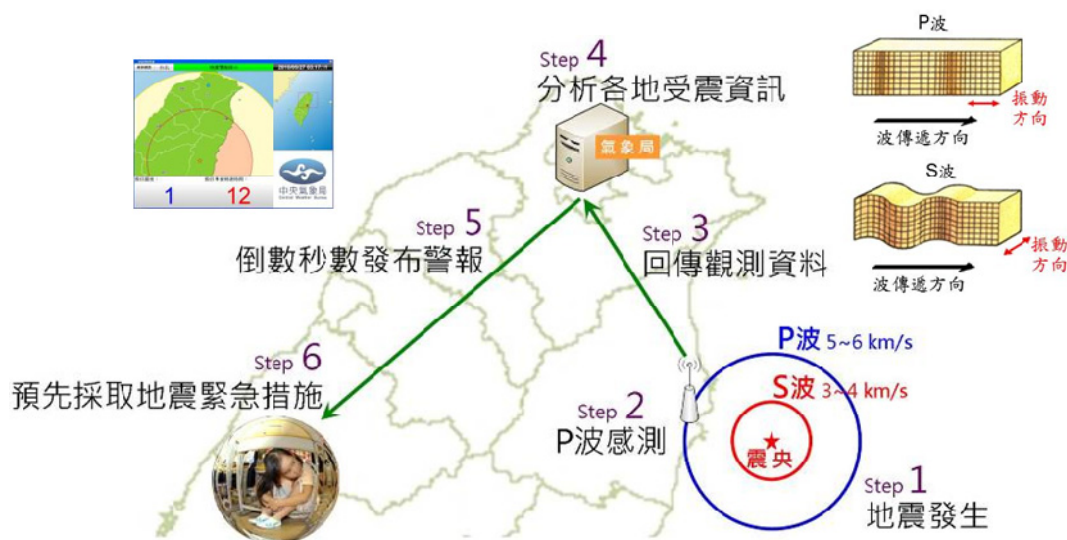 Step 4
分析各地受震資訊
氣象局
1
12
中央氣象局
Central Weather Bureau
P波
振動
方向
波傳遞方向
S波
振動
方向
波傳遞方向
Step 5
倒數秒數發布警報
Step 3
回傳觀測資料
Step 6
預先採取地震緊急措施
Step 2
P波感測
P波 5~6 km/s
S波 3~4 km/s
震央
Step 1
地震發生